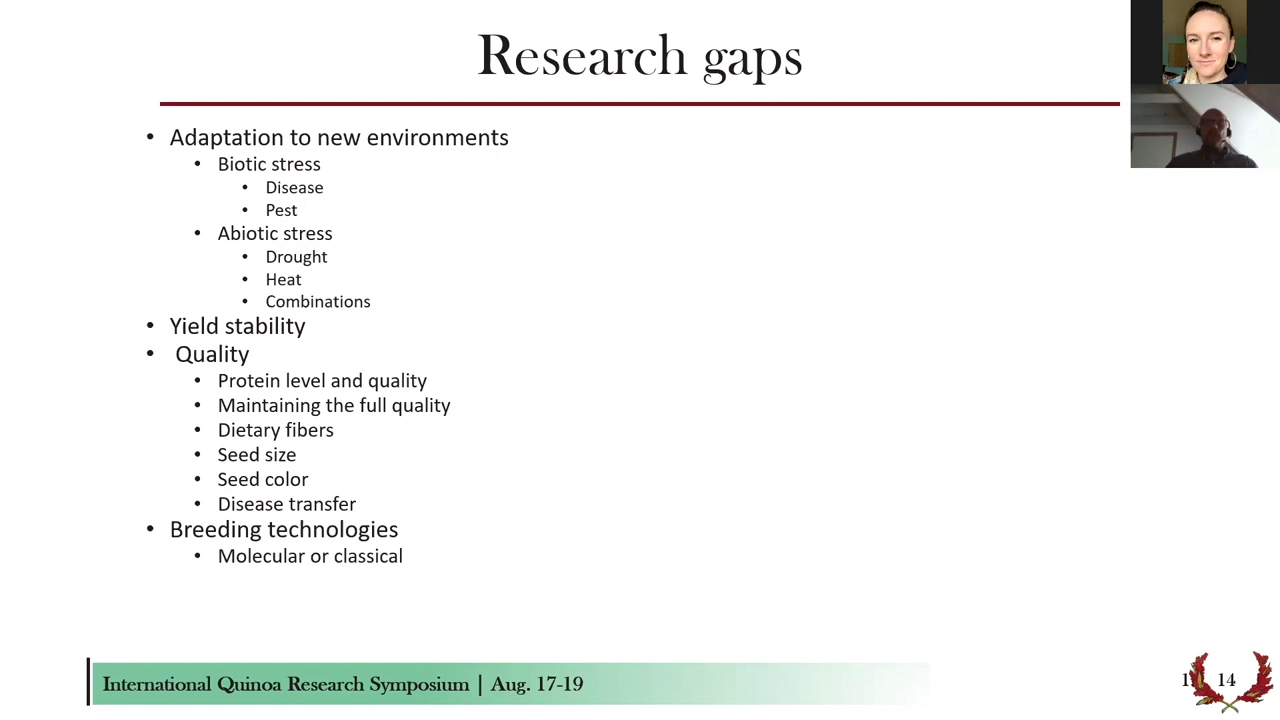 Research gaps
• Adaptation to new environments
• Biotic stress
• Disease
• Pest
• Abiotic stress
• Drought
• Heat
• Combinations
• Yield stability
• Quality
• Protein level and quality
• Maintaining the full quality
• Dietary fibers
• Seed size
• Seed color
• Disease transfer
• Breeding technologies
• Molecular or classical
International Quinoa Research Symposium | Aug. 17-19
14